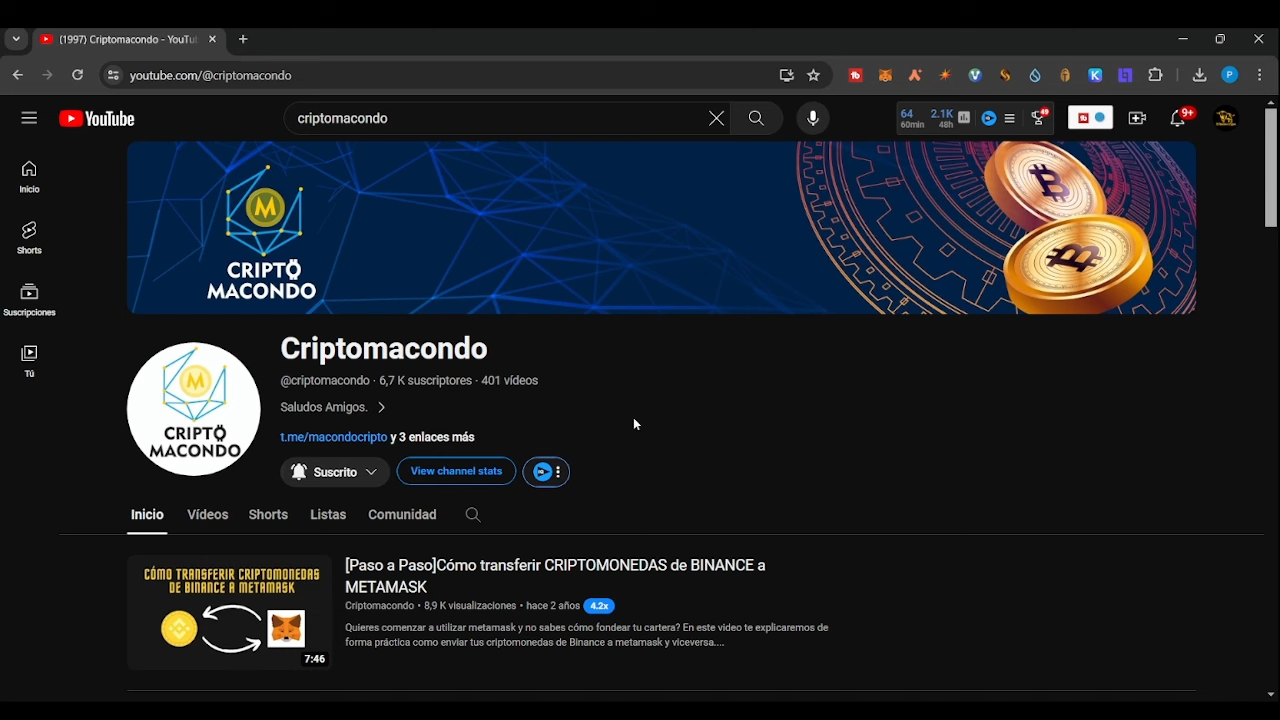 (1997) Criptomacondo - YouTu
youtube.com/@criptomacondo
YouTube
criptomacondo
64
60min
2.1K
48h
49
9+
P
K
Inicio
Shorts
Suscripciones
Tú
M
CRIPTO
MACONDO
M
CRIPTO
MACONDO
Criptomacondo
@criptomacondo · 6,7 K suscriptores · 401 vídeos
Saludos Amigos.
t.me/macondocripto y 3 enlaces más
Suscrito
View channel stats
Inicio
Vídeos
Shorts
Listas
Comunidad
CÓMO TRANSFERIR CRIPTOMONEDAS
DE BINANCE A METAMASK
7:46
[Paso a Paso]Cómo transferir CRIPTOMONEDAS de BINANCE a
METAMASK
Criptomacondo • 8,9 K visualizaciones • hace 2 años 4.2x
Quieres comenzar a utilizar metamask y no sabes cómo fondear tu cartera? En este video te explicaremos de
forma práctica como enviar tus criptomonedas de Binance a metamask y viceversa....